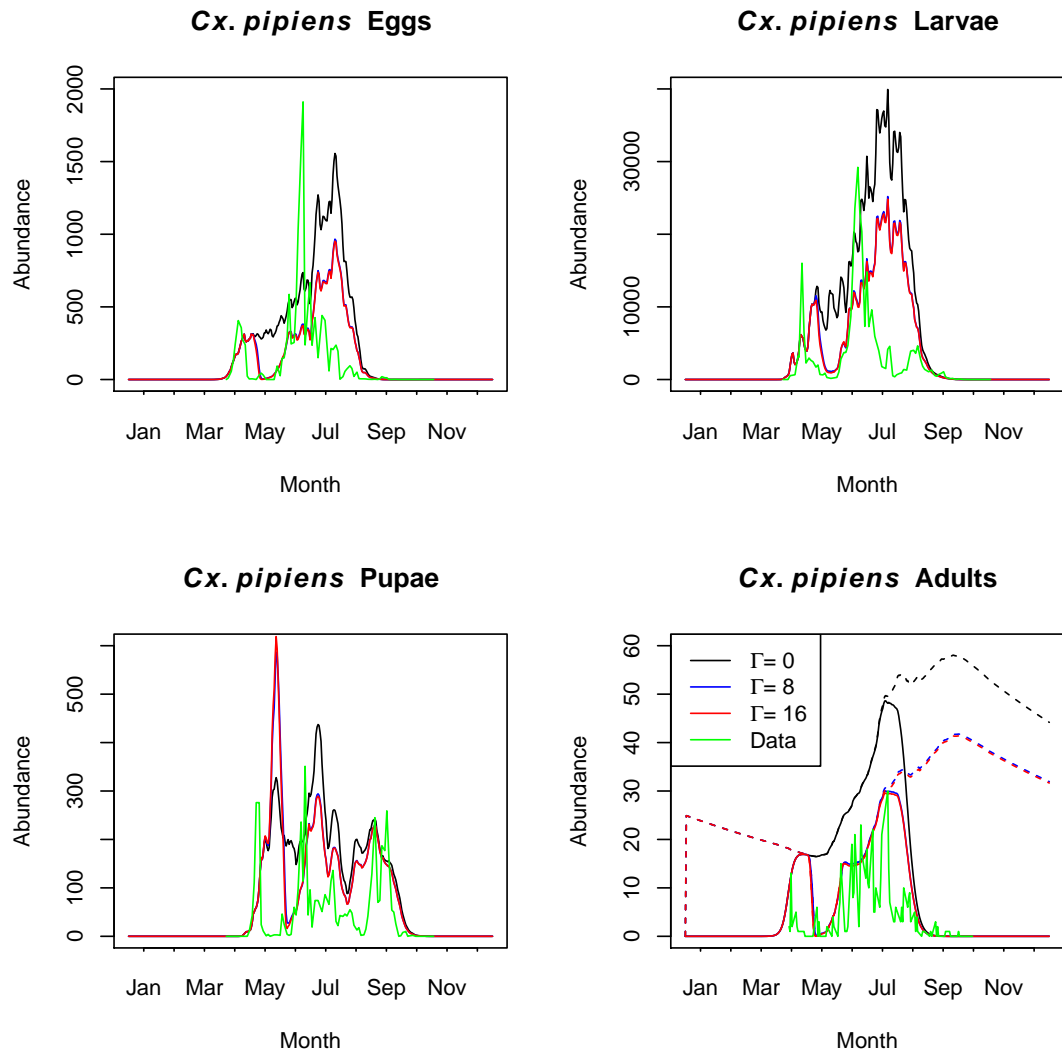 Cx. pipiens Eggs
Abundance
2000
1500
1000
500
0
Jan Mar May Jul Sep Nov
Month
Cx. pipiens Larvae
Abundance
30000
10000
0
Jan Mar May Jul Sep Nov
Month
Cx. pipiens Pupae
Abundance
500
300
100
0
Jan Mar May Jul Sep Nov
Month
Cx. pipiens Adults
Abundance
60
50
40
30
20
10
0
Γ= 0
Γ= 8
Γ= 16
Data
Jan Mar May Jul Sep Nov
Month